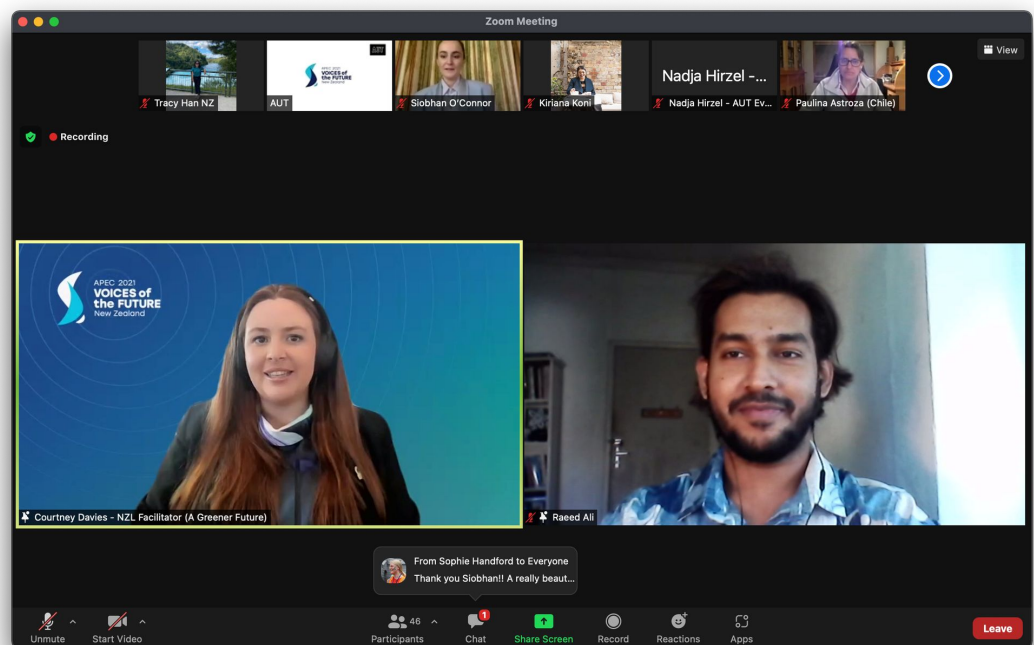 Zoom Meeting
View
APEC 2021
VOICES of
the FUTURE
New Zealand
AUT
Nadja Hirzel -...
Tracy Han NZ
AUT
Siobhan O'Connor
Kiriana Koni
Nadja Hirzel - AUT Ev...
Paulina Astroza (Chile)
Recording
APEC 2021
VOICES of
the FUTURE
New Zealand
Courtney Davies - NZL Facilitator (A Greener Future)
Raeed Ali
From Sophie Handford to Everyone
Thank you Siobhan!! A really beaut...
46
1
Unmute
Start Video
Participants
Chat
Share Screen
Record
Reactions
Apps
Leave